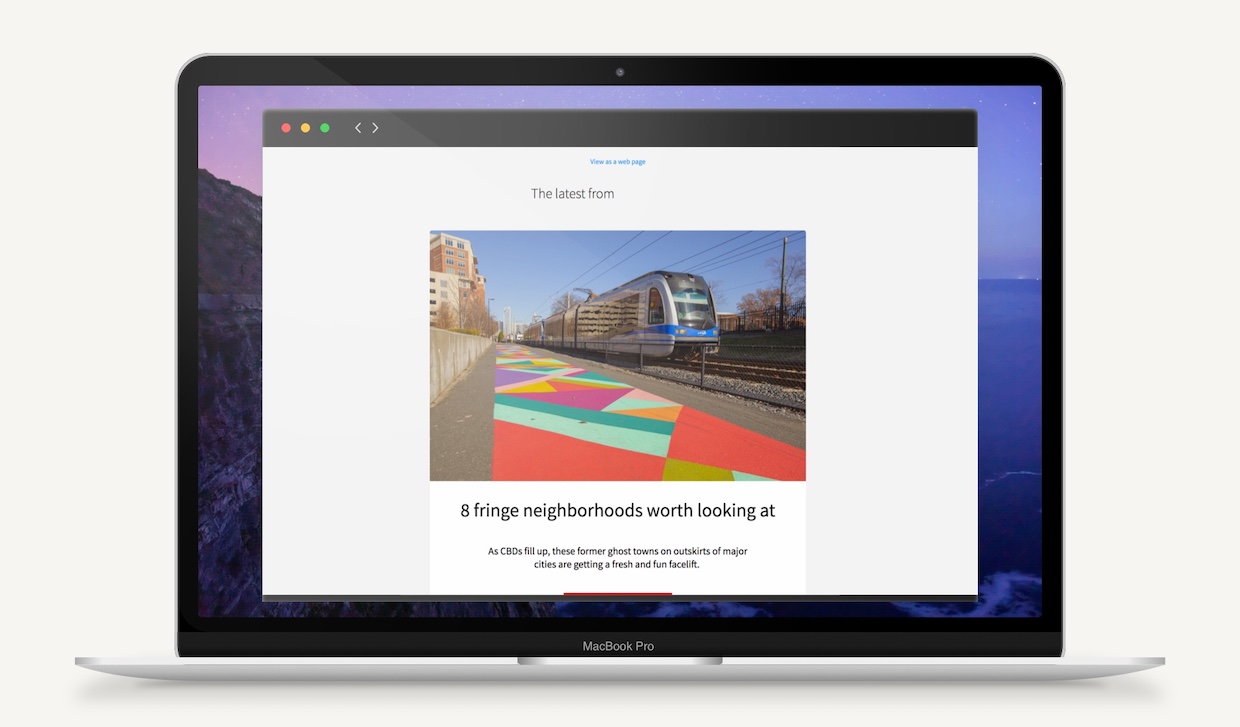 View as a web page
The latest from
8 fringe neighborhoods worth looking at
As CBDs fill up, these former ghost towns on outskirts of major
cities are getting a fresh and fun facelift.
MacBook Pro